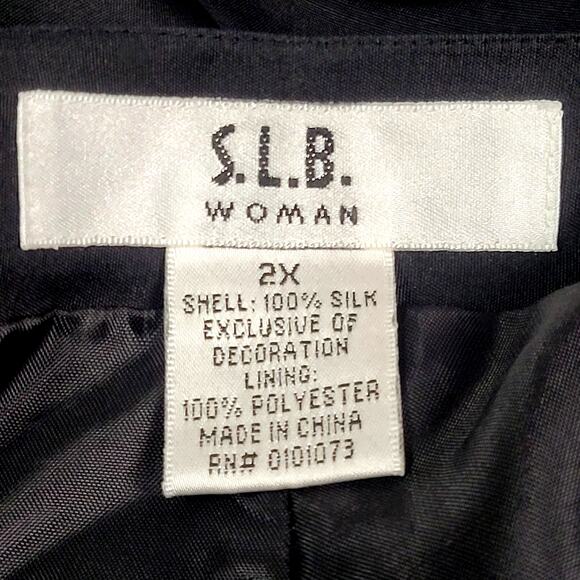 S.L.B.
WOMAN
2X
SHELL: 100% SILK
EXCLUSIVE OF
DECORATION
LINING:
100% POLYESTER
MADE IN CHINA
RN# 0101073